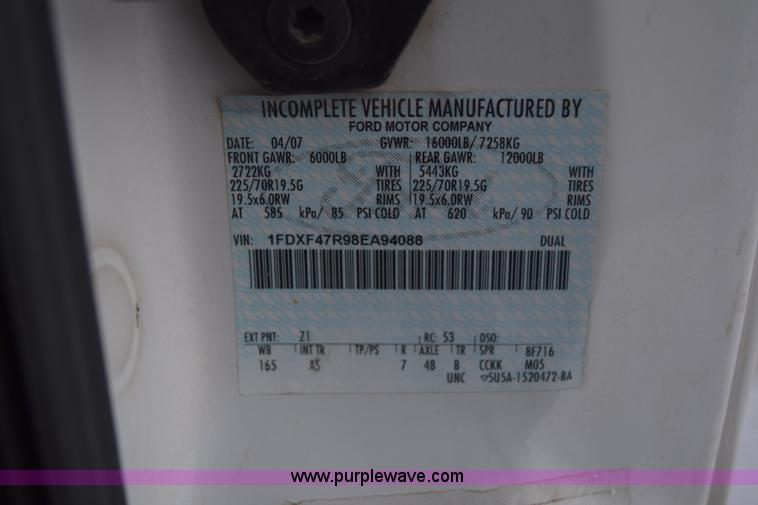 INCOMPLETE VEHICLE MANUFACTURED BY
FORD MOTOR COMPANY
DATE: 04/07 GVWR: 16000LB/ 7258KG
FRONT GAWR: 6000LB REAR GAWR: 12000LB
2722KG WITH 5443KG WITH
225/70R19.5G TIRES 225/70R19.5G TIRES
19.5x6.0RW RIMS 19.5x6.0RW RIMS
AT 585 kPa/ 85 PSI COLD AT 620 kPa/ 90 PSI COLD
VIN: 1FDXF47R98EA94088 DUAL
EXT PNT: Z1 RC: 53 DSO:
WB INT TR TP/PS R AXLE TR SPR 8F716
165 AS 7 48 B CCKK M05
UNC 5U5A-1520472-BA
www.purplewave.com